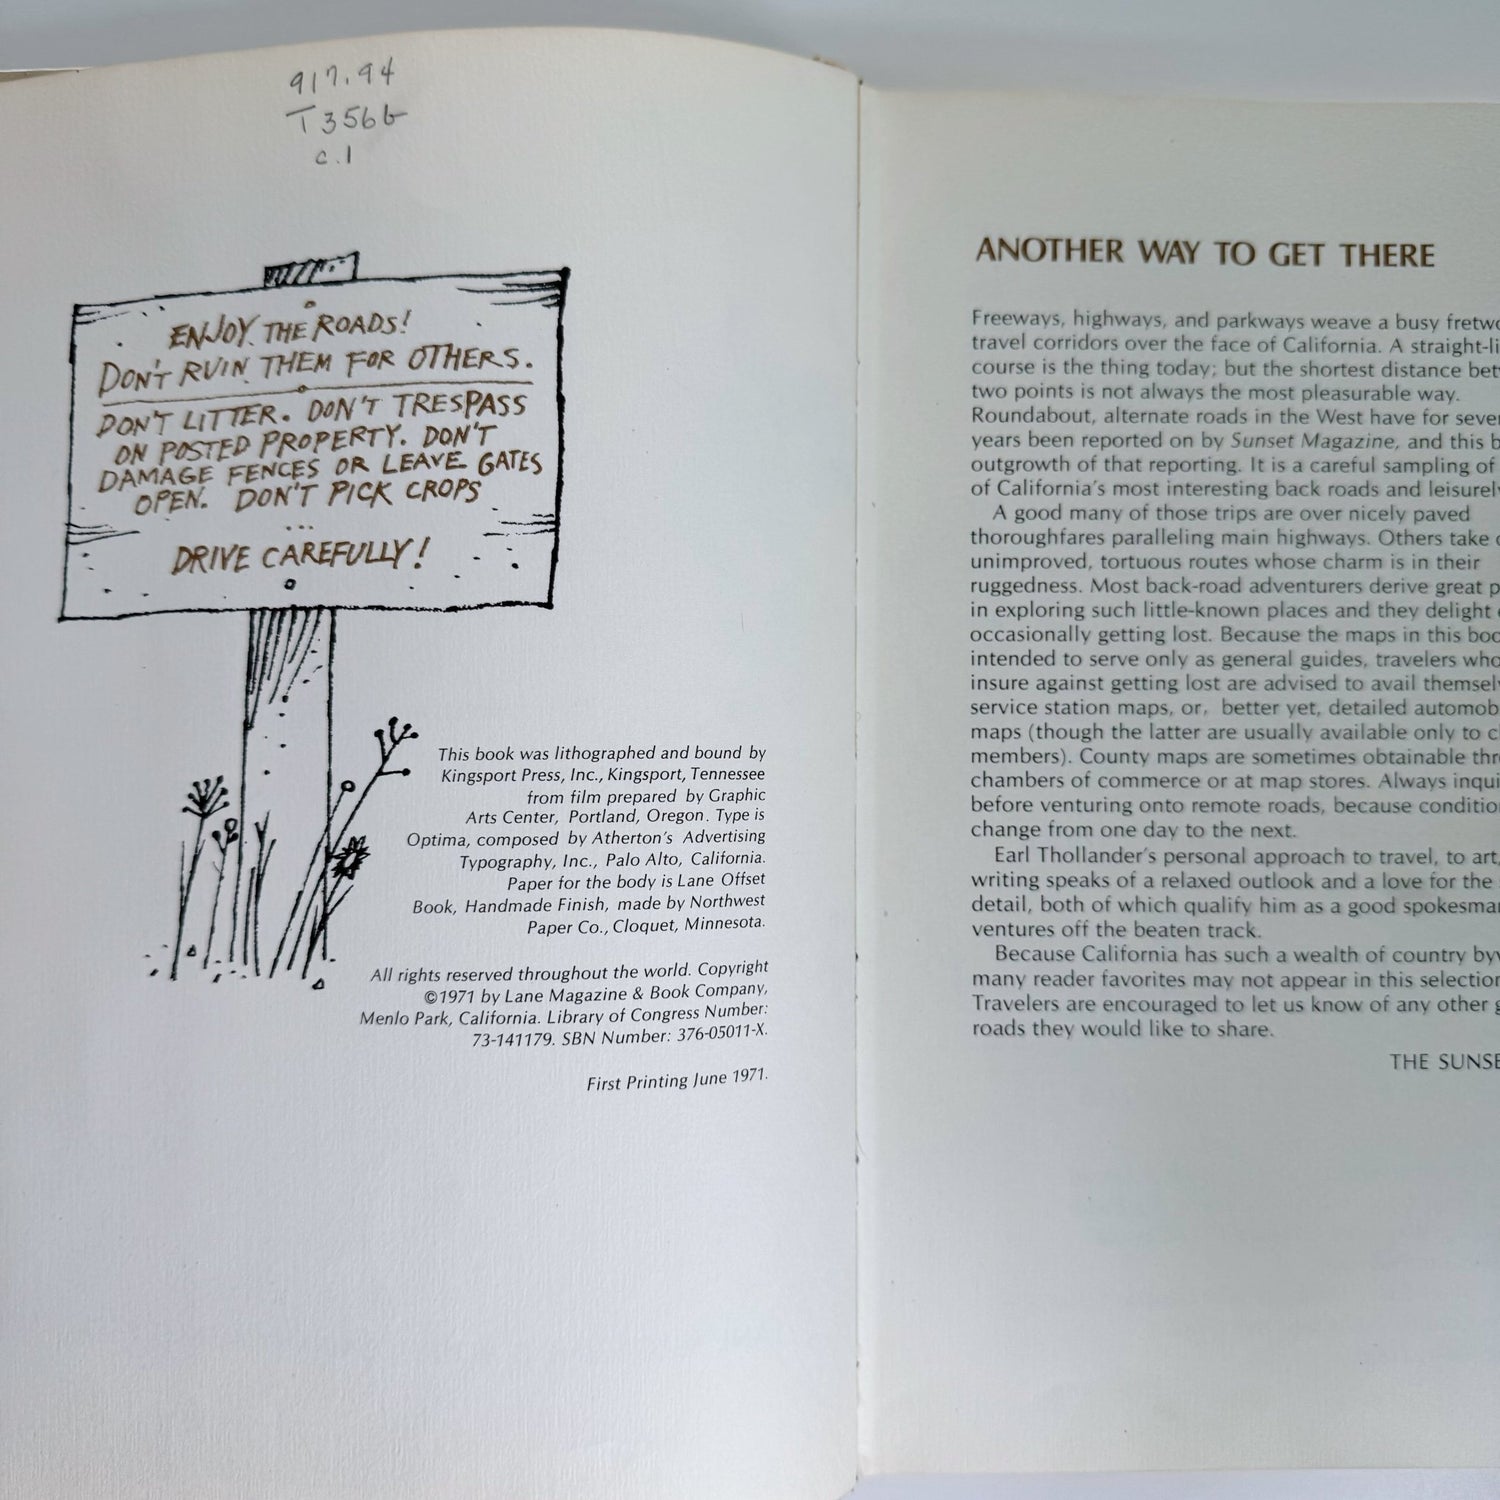 917.94
T356b
c.1
ENJOY THE ROADS!
DON'T RUIN THEM FOR OTHERS.
DON'T LITTER. DON'T TRESPASS
ON POSTED PROPERTY. DON'T
DAMAGE FENCES OR LEAVE GATES
OPEN. DON'T PICK CROPS
...
DRIVE CAREFULLY!
This book was lithographed and bound by
Kingsport Press, Inc., Kingsport, Tennessee
from film prepared by Graphic
Arts Center, Portland, Oregon. Type is
Optima, composed by Atherton's Advertising
Typography, Inc., Palo Alto, California.
Paper for the body is Lane Offset
Book, Handmade Finish, made by Northwest
Paper Co., Cloquet, Minnesota.
All rights reserved throughout the world. Copyright
©1971 by Lane Magazine & Book Company,
Menlo Park, California. Library of Congress Number:
73-141179. SBN Number: 376-05011-X.
First Printing June 1971.
ANOTHER WAY TO GET THERE
Freeways, highways, and parkways weave a busy
travel corridors over the face of California. A
course is the thing today; but the shortest distance
two points is not always the most pleasurable way.
Roundabout, alternate roads in the West have for
years been reported on by Sunset Magazine, and this
outgrowth of that reporting. It is a careful sampling of
of California's most interesting back roads and
A good many of those trips are over nicely paved
thoroughfares paralleling main highways. Others take
unimproved, tortuous routes whose charm is in their
ruggedness. Most back-road adventurers derive great
in exploring such little-known places and they delight
occasionally getting lost. Because the maps in this
intended to serve only as general guides, travelers who
insure against getting lost are advised to avail
service station maps, or, better yet, detailed
maps (though the latter are usually available only to
members). County maps are sometimes obtainable
chambers of commerce or at map stores. Always
before venturing onto remote roads, because
change from one day to the next.
Earl Thollander's personal approach to travel, to art,
writing speaks of a relaxed outlook and a love for the
detail, both of which qualify him as a good
ventures off the beaten track.
Because California has such a wealth of country
many reader favorites may not appear in this selection
Travelers are encouraged to let us know of any other
roads they would like to share.
THE SUNSE